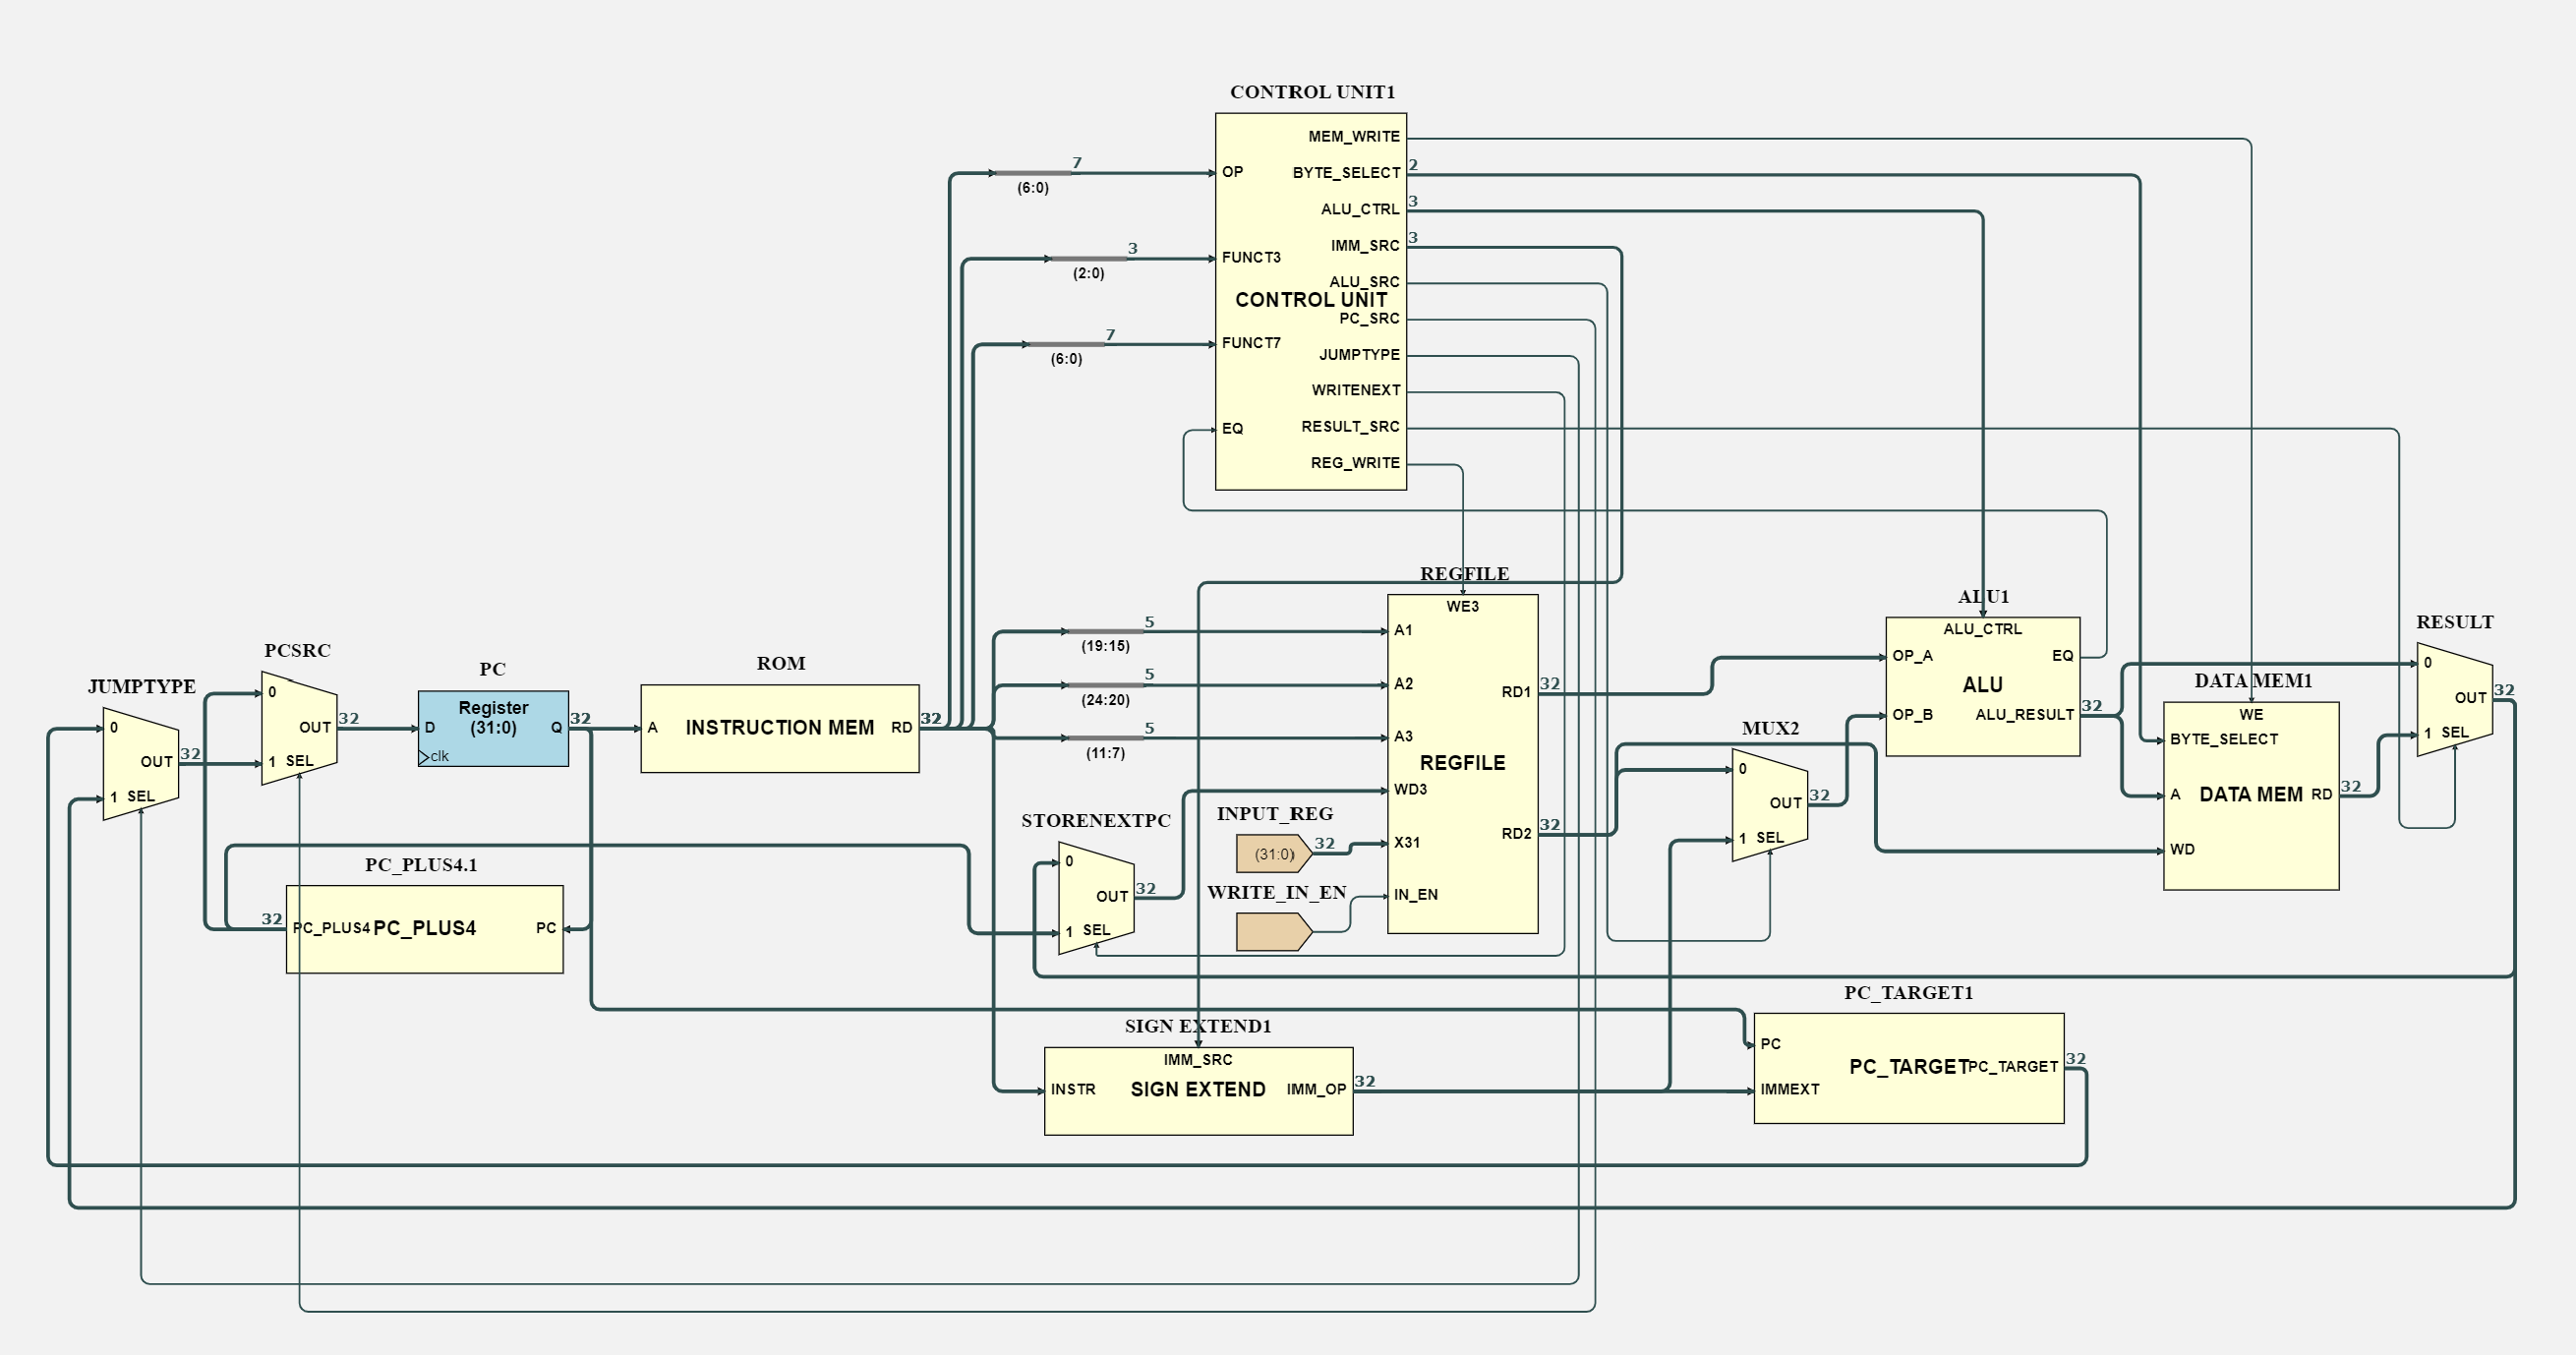 CONTROL UNIT1
MEM_WRITE
OP
7
(6:0)
BYTE_SELECT
2
ALU_CTRL
3
IMM_SRC
3
FUNCT3
3
(2:0)
ALU_SRC
CONTROL UNIT
PC_SRC
FUNCT7
7
(6:0)
JUMPTYPE
WRITENEXT
EQ
RESULT_SRC
REG_WRITE
JUMPTYPE
0
OUT
32
1 SEL
PCSRC
0
OUT
32
1 SEL
PC
Register
(31:0)
D
Q
32
clk
ROM
A
INSTRUCTION MEM
RD
32
PC_PLUS4.1
32
PC_PLUS4
PC_PLUS4
PC
5
(19:15)
5
(24:20)
5
(11:7)
STORENEXTPC
0
OUT
32
1 SEL
INPUT_REG
(31:0)
32
WRITE_IN_EN
REGFILE
WE3
A1
A2
RD1
32
A3
REGFILE
WD3
RD2
32
X31
IN_EN
MUX2
0
OUT
32
1 SEL
ALU1
ALU_CTRL
OP_A
EQ
ALU
OP_B
ALU_RESULT
32
DATA MEM1
WE
BYTE_SELECT
A
DATA MEM
RD
32
WD
RESULT
0
OUT
32
1 SEL
SIGN EXTEND1
IMM_SRC
INSTR
SIGN EXTEND
IMM_OP
32
PC_TARGET1
PC
PC_TARGET
PC_TARGET
32
IMMEXT